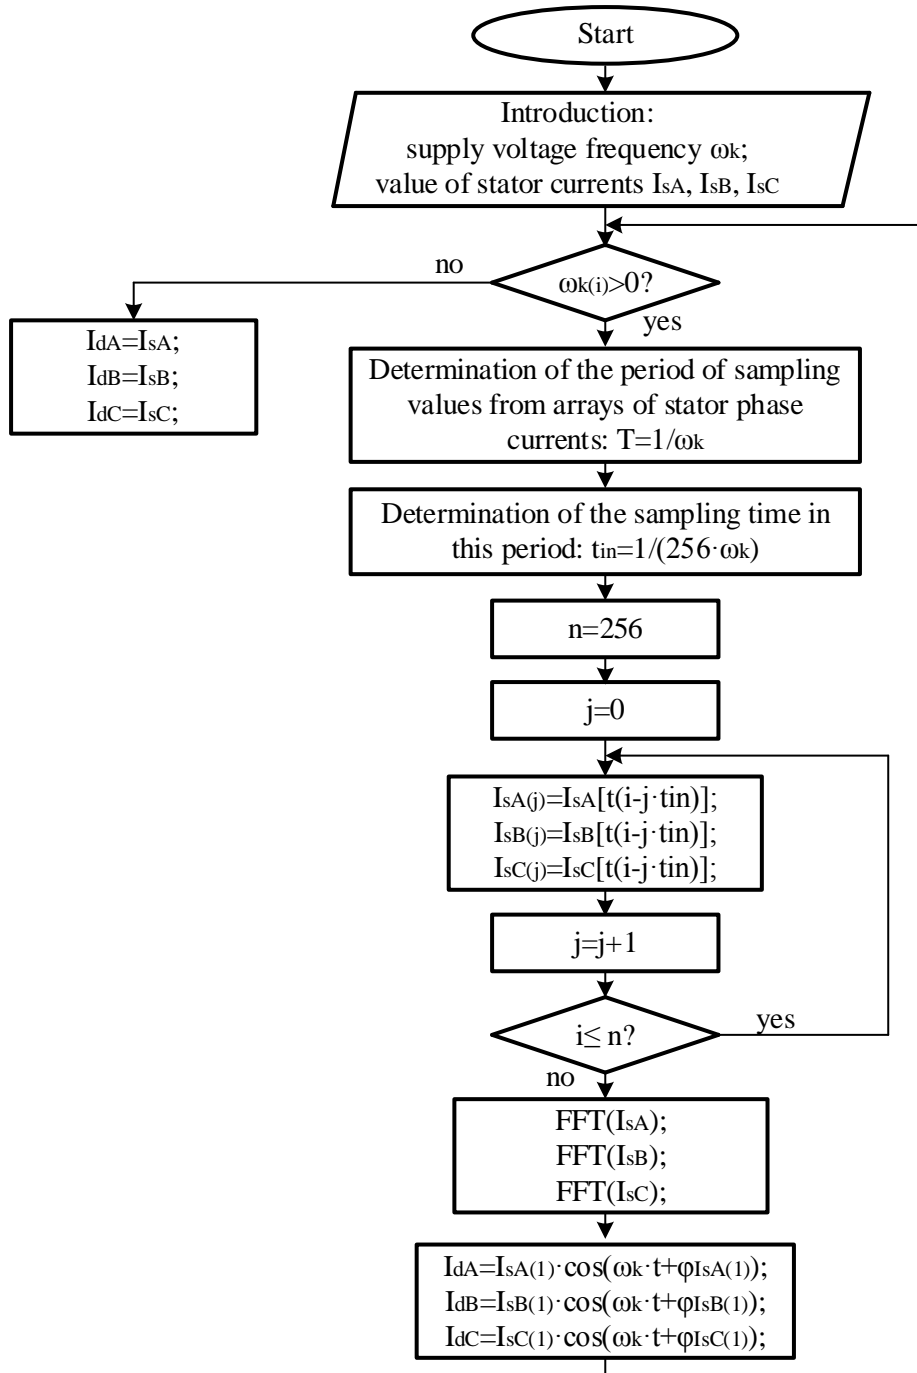 Start
Introduction:
supply voltage frequency ωk;
value of stator currents IsA, IsB, IsC
no
ωk(i)>0?
yes
IdA=IsA;
IdB=IsB;
IdC=IsC;
Determination of the period of sampling
values from arrays of stator phase
currents: T=1/ωk
Determination of the sampling time in
this period: tin=1/(256·ωk)
n=256
j=0
IsA(j)=IsA[t(i-j·tin)];
IsB(j)=IsB[t(i-j·tin)];
IsC(j)=IsC[t(i-j·tin)];
j=j+1
i≤ n?
yes
no
FFT(IsA);
FFT(IsB);
FFT(IsC);
IdA=IsA(1)·cos(ωk·t+φIsA(1));
IdB=IsB(1)·cos(ωk·t+φIsB(1));
IdC=IsC(1)·cos(ωk·t+φIsC(1));